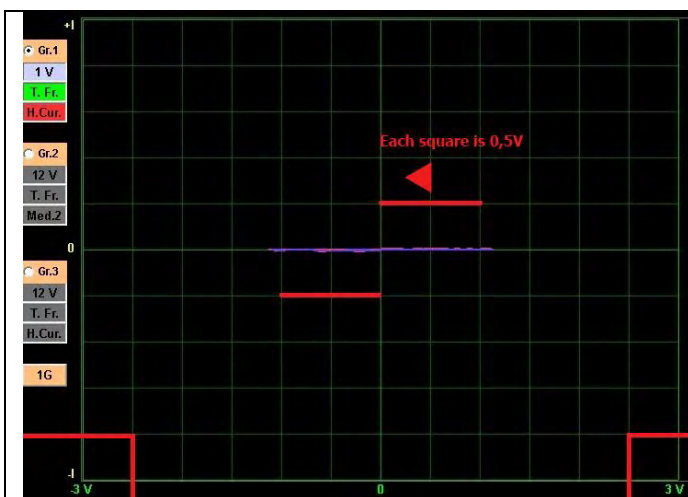 +I
Gr.1
1 V
T. Fr.
H.Cur.
Each square is 0,5V
Gr.2
12 V
T. Fr.
Med.2
0
Gr.3
12 V
T. Fr.
H.Cur.
1G
-I
-3 V
0
3 V